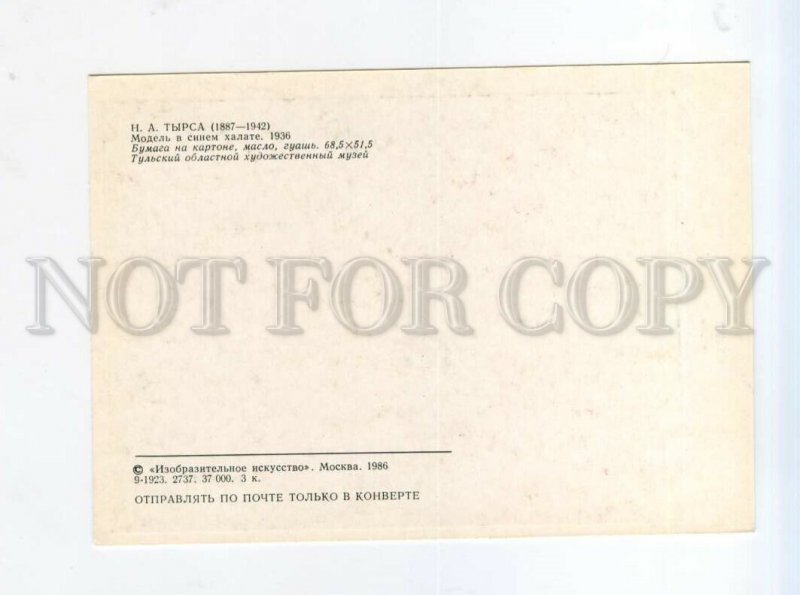 Н. А. ТЫРСА (1887—1942)
Модель в синем халате. 1936
Бумага на картоне, масло, гуашь. 68,5×51,5
Тульский областной художественный музей
NOT FOR COPY
© «Изобразительное искусство». Москва. 1986
9-1923. 2737. 37 000. 3 к.
ОТПРАВЛЯТЬ ПО ПОЧТЕ ТОЛЬКО В КОНВЕРТЕ